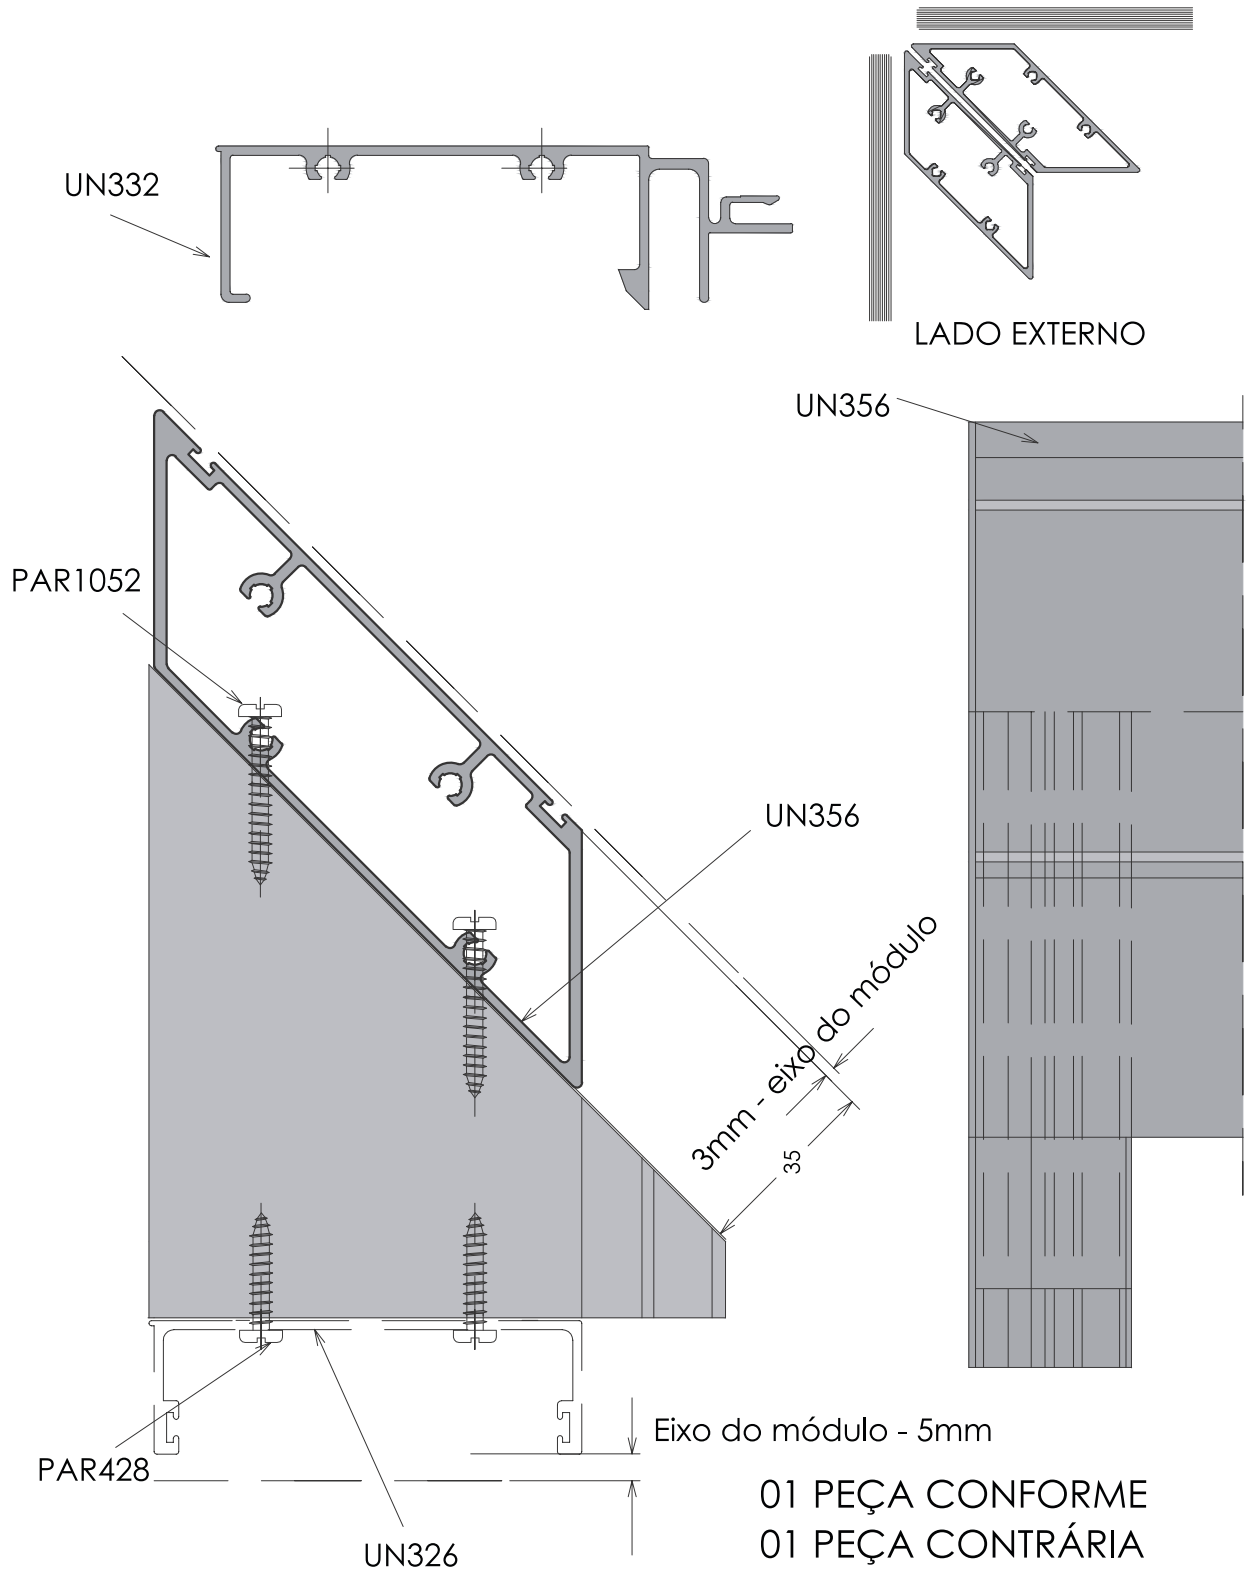 UN332
LADO EXTERNO
UN356
PAR1052
UN356
3mm - eixo do módulo
35
Eixo do módulo - 5mm
PAR428
01 PEÇA CONFORME
01 PEÇA CONTRÁRIA
UN326